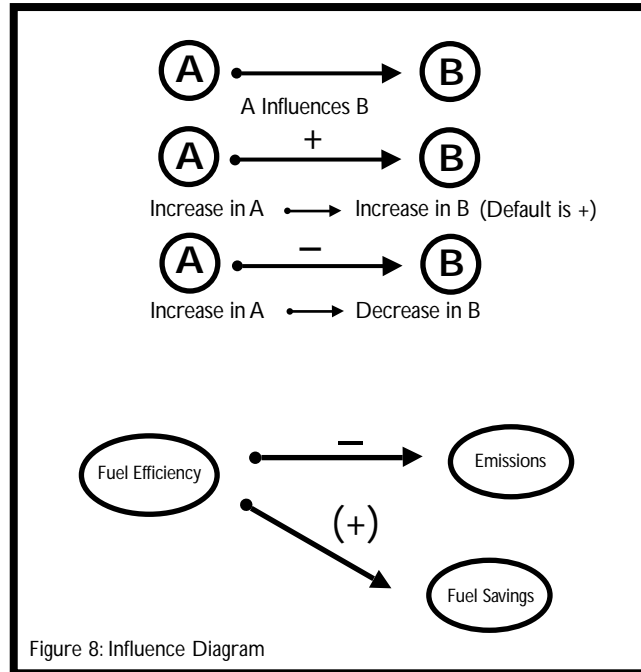 A B
A Influences B
+
A B
Increase in A Increase in B (Default is +)
−
A B
Increase in A Decrease in B
−
Fuel Efficiency Emissions
(+)
Fuel Savings
Figure 8: Influence Diagram